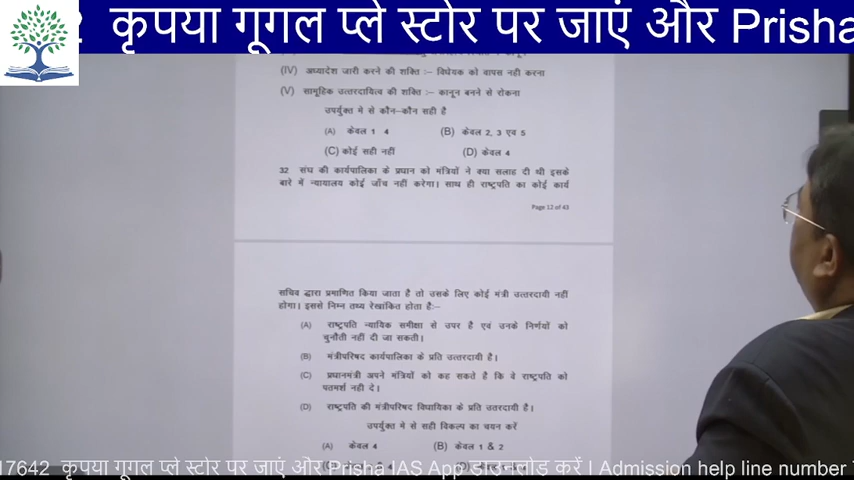 कृपया गूगल प्ले स्टोर पर जाएं और Prisha
(IV) अध्यादेश जारी करने की शक्ति :– विधेयक को वापस नही करना
(V) सामूहिक उत्तरदायित्व की शक्ति :– कानून बनने से रोकना
उपर्युक्त में से कौन–कौन सही है
(A) केवल 1 4 (B) केवल 2, 3 एव 5
(C) कोई सही नहीं (D) केवल 4
32 संघ की कार्यपालिका के प्रधान को मंत्रियों ने क्या सलाह दी थी इसके
बारे में न्यायालय कोई जाँच नहीं करेगा। साथ ही राष्ट्रपति का कोई कार्य
Page 12 of 43
सचिव द्वारा प्रमाणित किया जाता है तो उसके लिए कोई मंत्री उत्तरदायी नहीं
होगा। इससे निम्न तथ्य रेखांकित होता है:–
(A) राष्ट्रपति न्यायिक समीक्षा से उपर है एवं उनके निर्णयों को
चुनौती नहीं दी जा सकती।
(B) मंत्रीपरिषद कार्यपालिका के प्रति उत्तरदायी है।
(C) प्रधानमंत्री अपने मंत्रियों को कह सकते है कि वे राष्ट्रपति को
परामर्श नही दे।
(D) राष्ट्रपति की मंत्रीपरिषद विधायिका के प्रति उतरदायी है।
उपर्युक्त में से सही विकल्प का चयन करें
(A) केवल 4 (B) केवल 1 & 2
17642 कृपया गूगल प्ले स्टोर पर जाएं और Prisha IAS App डाउनलोड करें। Admission help line number